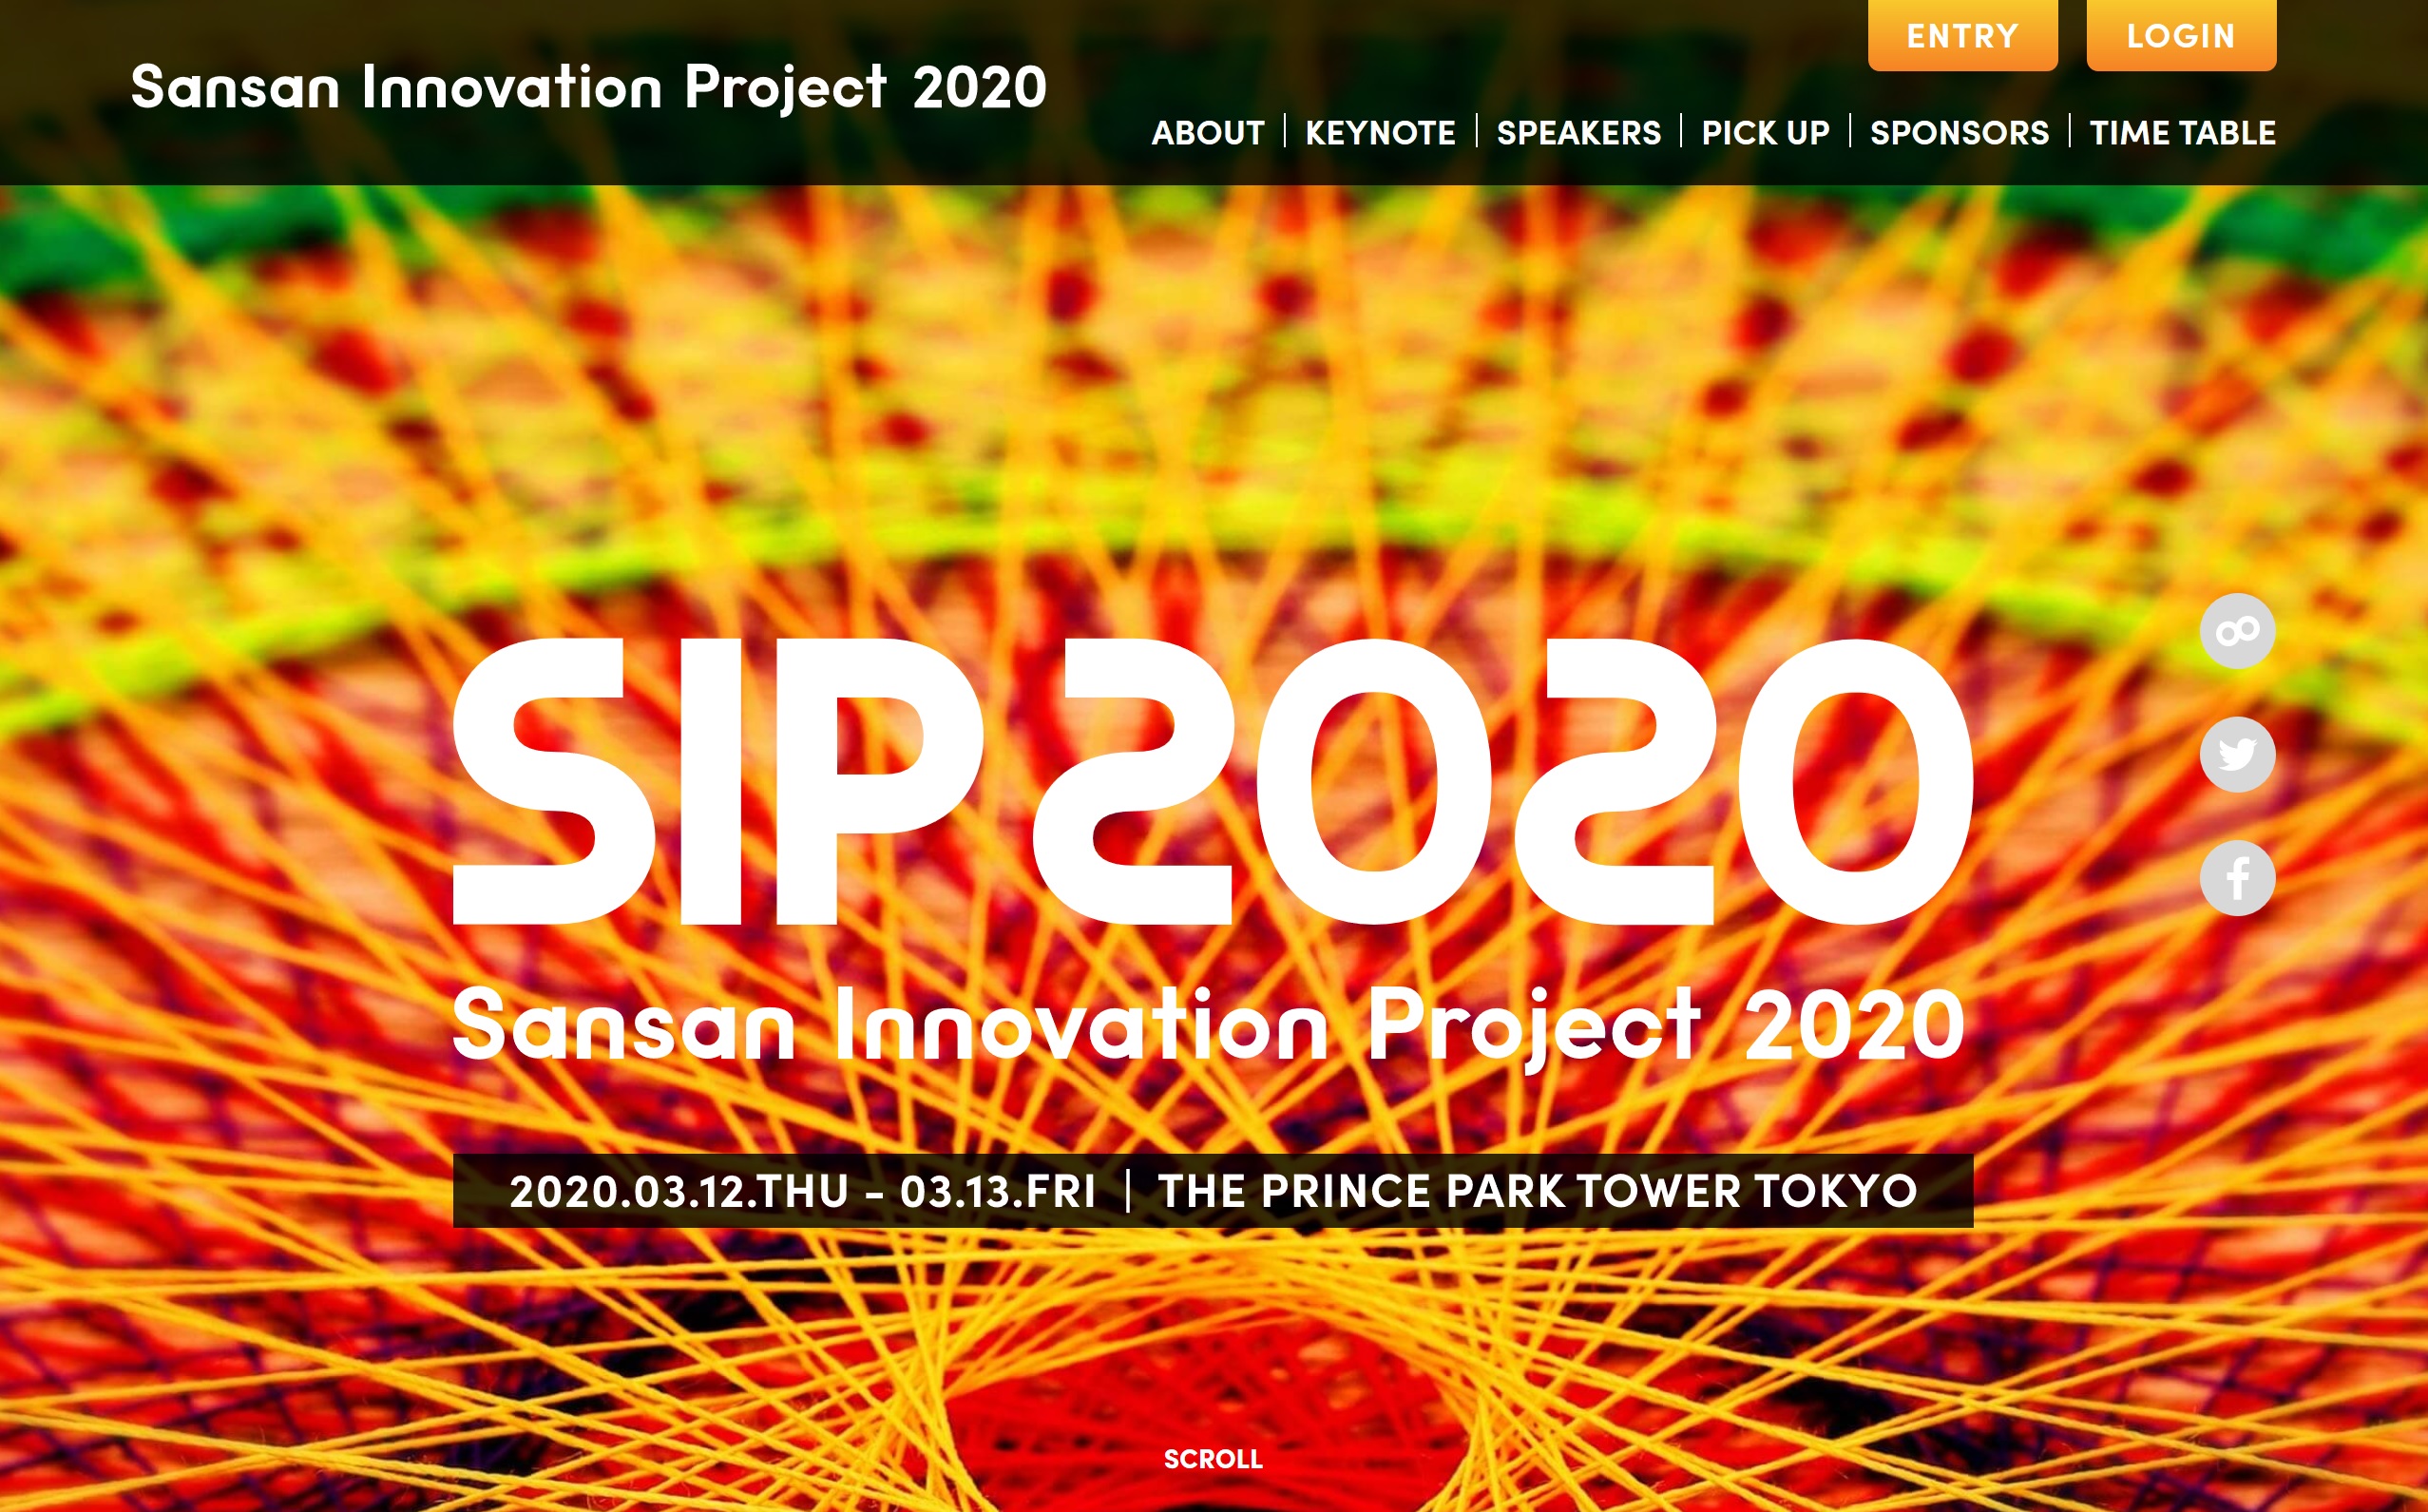 ENTRY
LOGIN
Sansan Innovation Project 2020
ABOUT | KEYNOTE | SPEAKERS | PICK UP | SPONSORS | TIME TABLE
SIP2020
Sansan Innovation Project 2020
2020.03.12.THU - 03.13.FRI | THE PRINCE PARK TOWER TOKYO
SCROLL